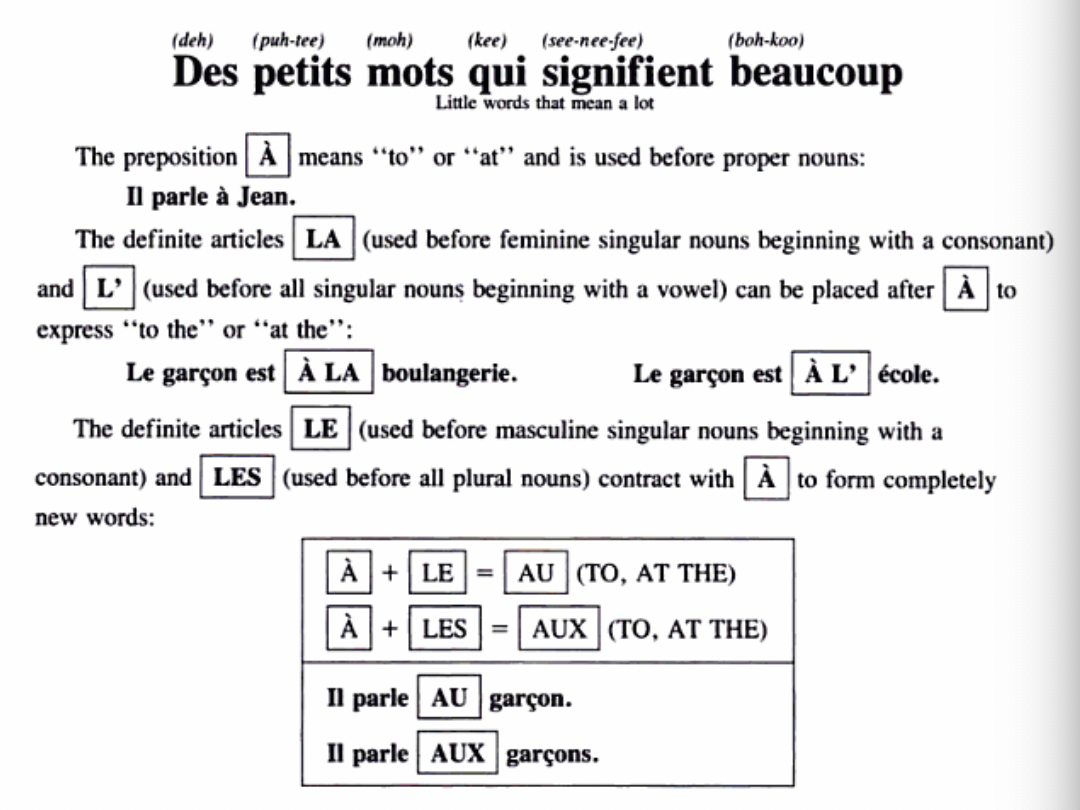 (deh) (puh-tee) (moh) (kee) (see-nee-fee) (boh-koo)
Des petits mots qui signifient beaucoup
Little words that mean a lot
The preposition À means “to” or “at” and is used before proper nouns:
Il parle à Jean.
The definite articles LA (used before feminine singular nouns beginning with a consonant)
and L’ (used before all singular nouns beginning with a vowel) can be placed after À to
express “to the” or “at the”:
Le garçon est À LA boulangerie. Le garçon est À L’ école.
The definite articles LE (used before masculine singular nouns beginning with a
consonant) and LES (used before all plural nouns) contract with À to form completely
new words:
À + LE = AU (TO, AT THE)
À + LES = AUX (TO, AT THE)
Il parle AU garçon.
Il parle AUX garçons.